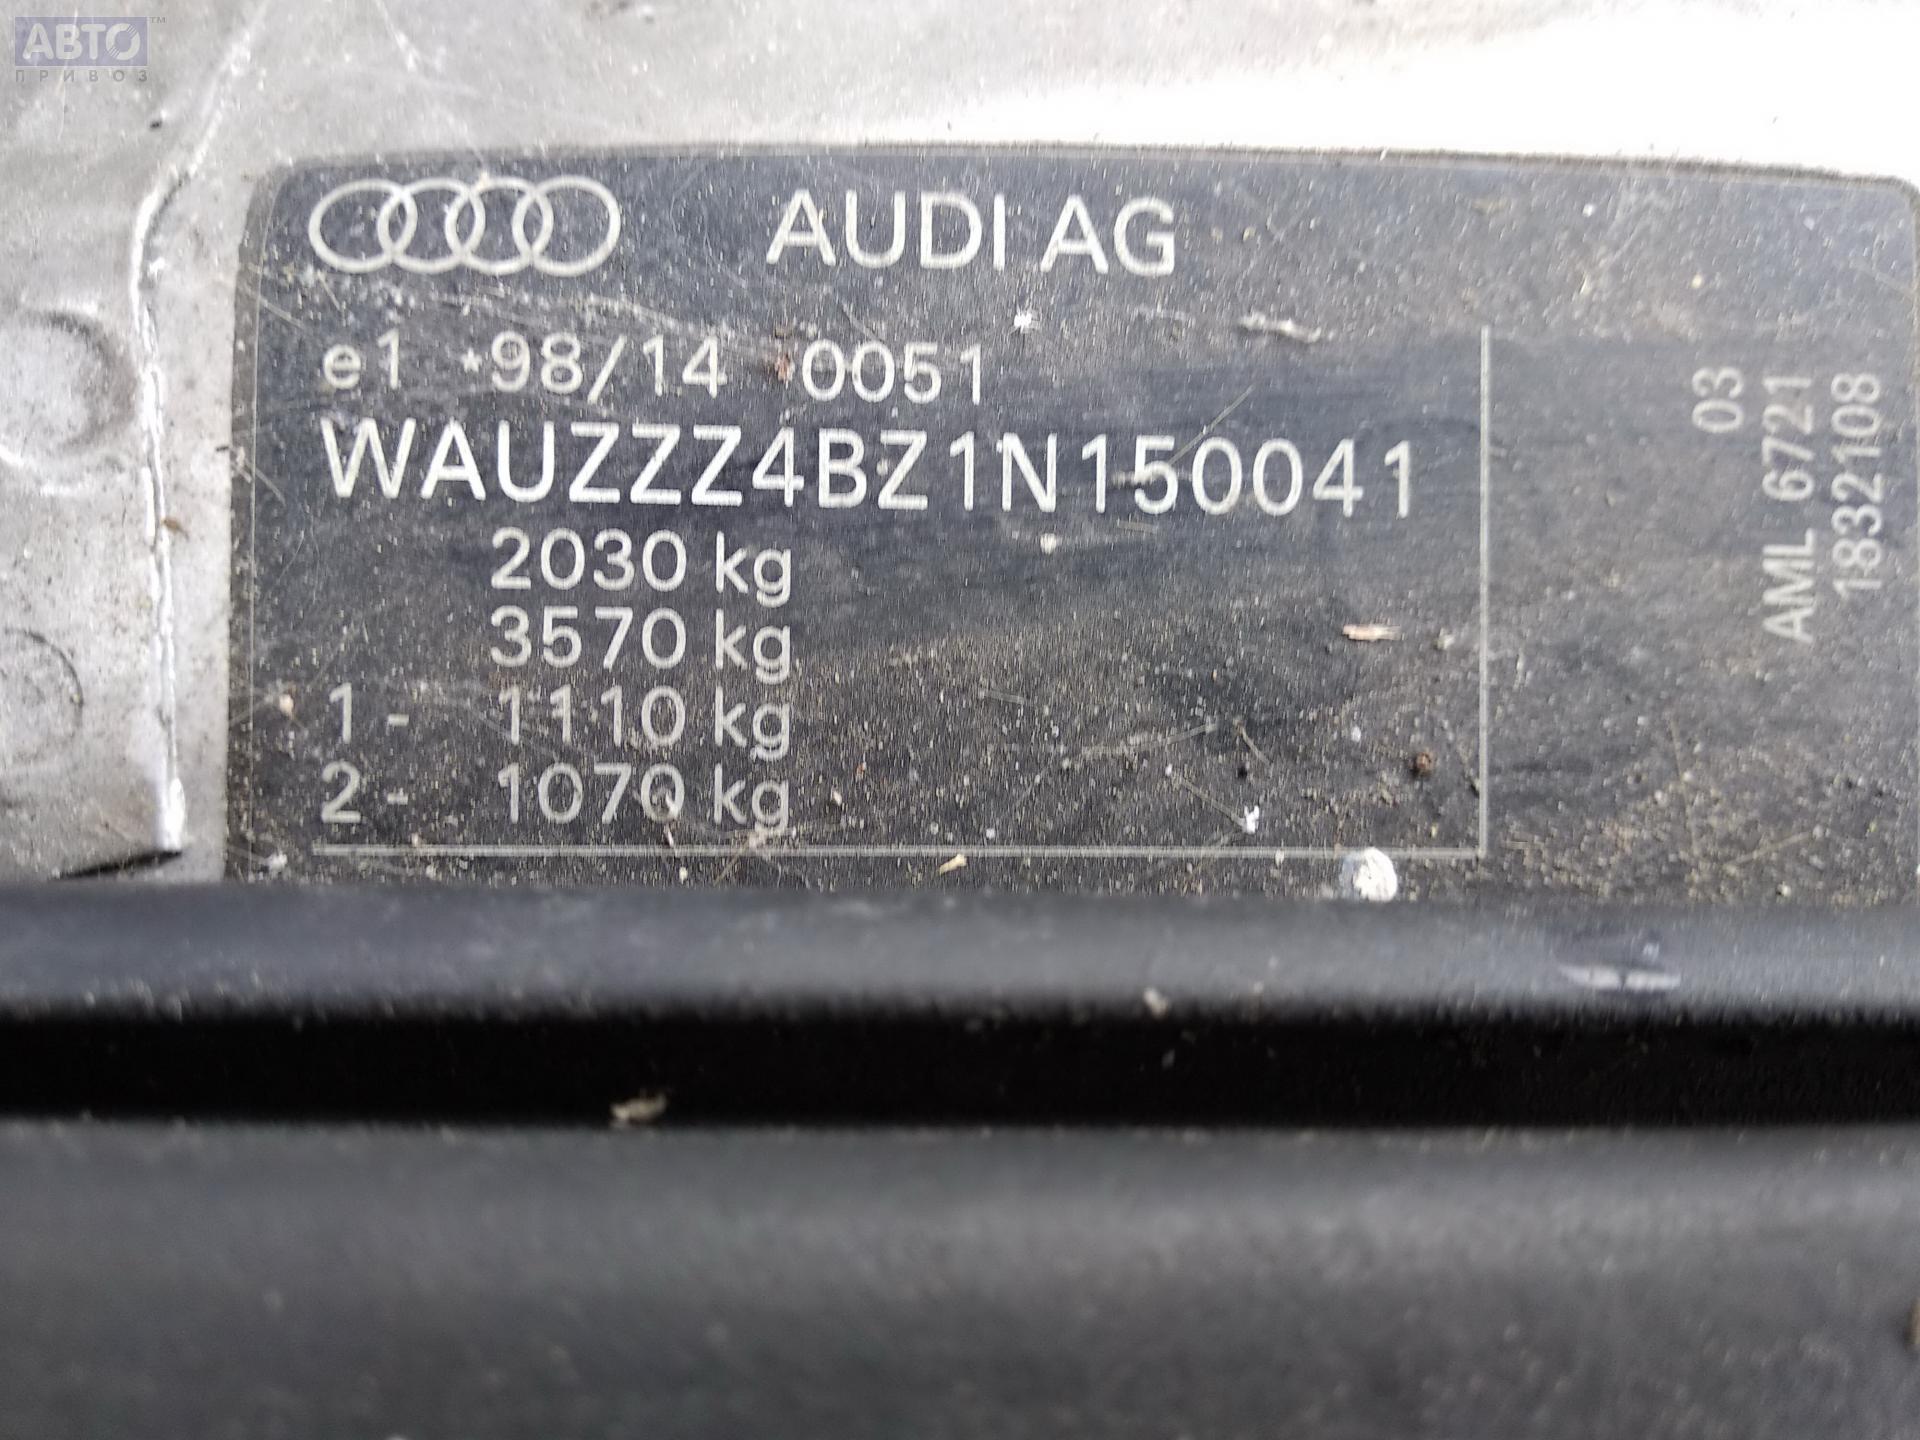 АВТО™
ПРИВОЗ
AUDI AG
e1 *98/14 *0051
WAUZZZ4BZ1N150041
2030 kg
3570 kg
1 - 1110 kg
2 - 1070 kg
03
AML 6721
1832108